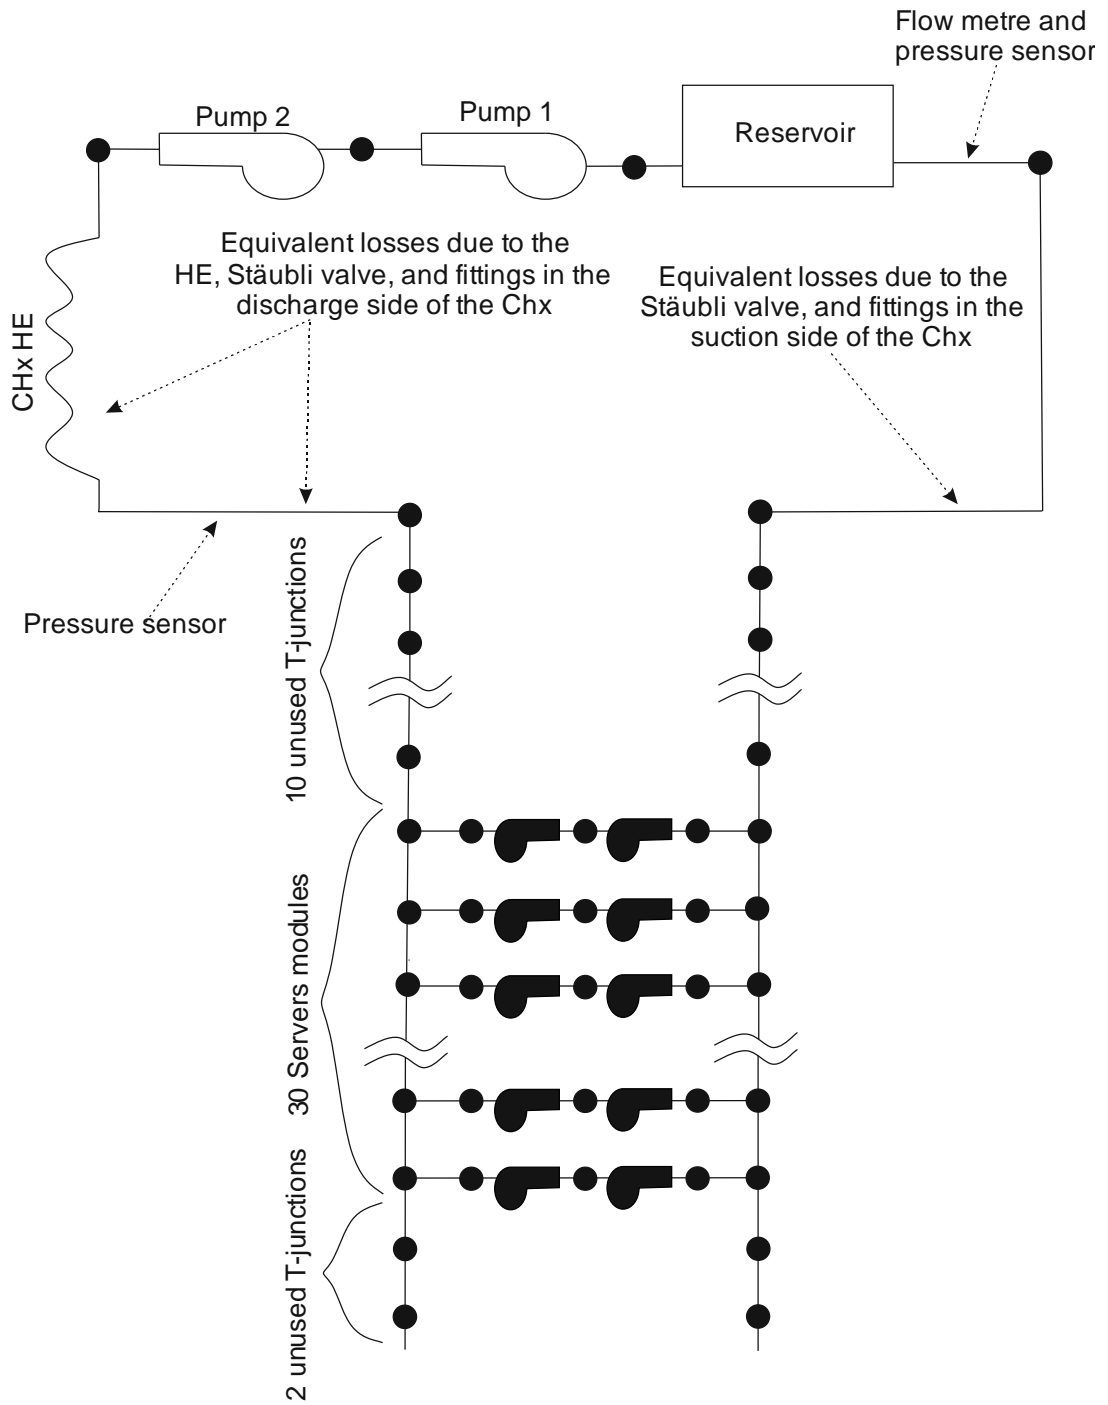 Flow metre and
pressure sensor
Pump 2
Pump 1
Reservoir
Equivalent losses due to the
HE, Stäubli valve, and fittings in the
discharge side of the Chx
Equivalent losses due to the
Stäubli valve, and fittings in the
suction side of the Chx
CHx HE
Pressure sensor
10 unused T-junctions
30 Servers modules
2 unused T-junctions